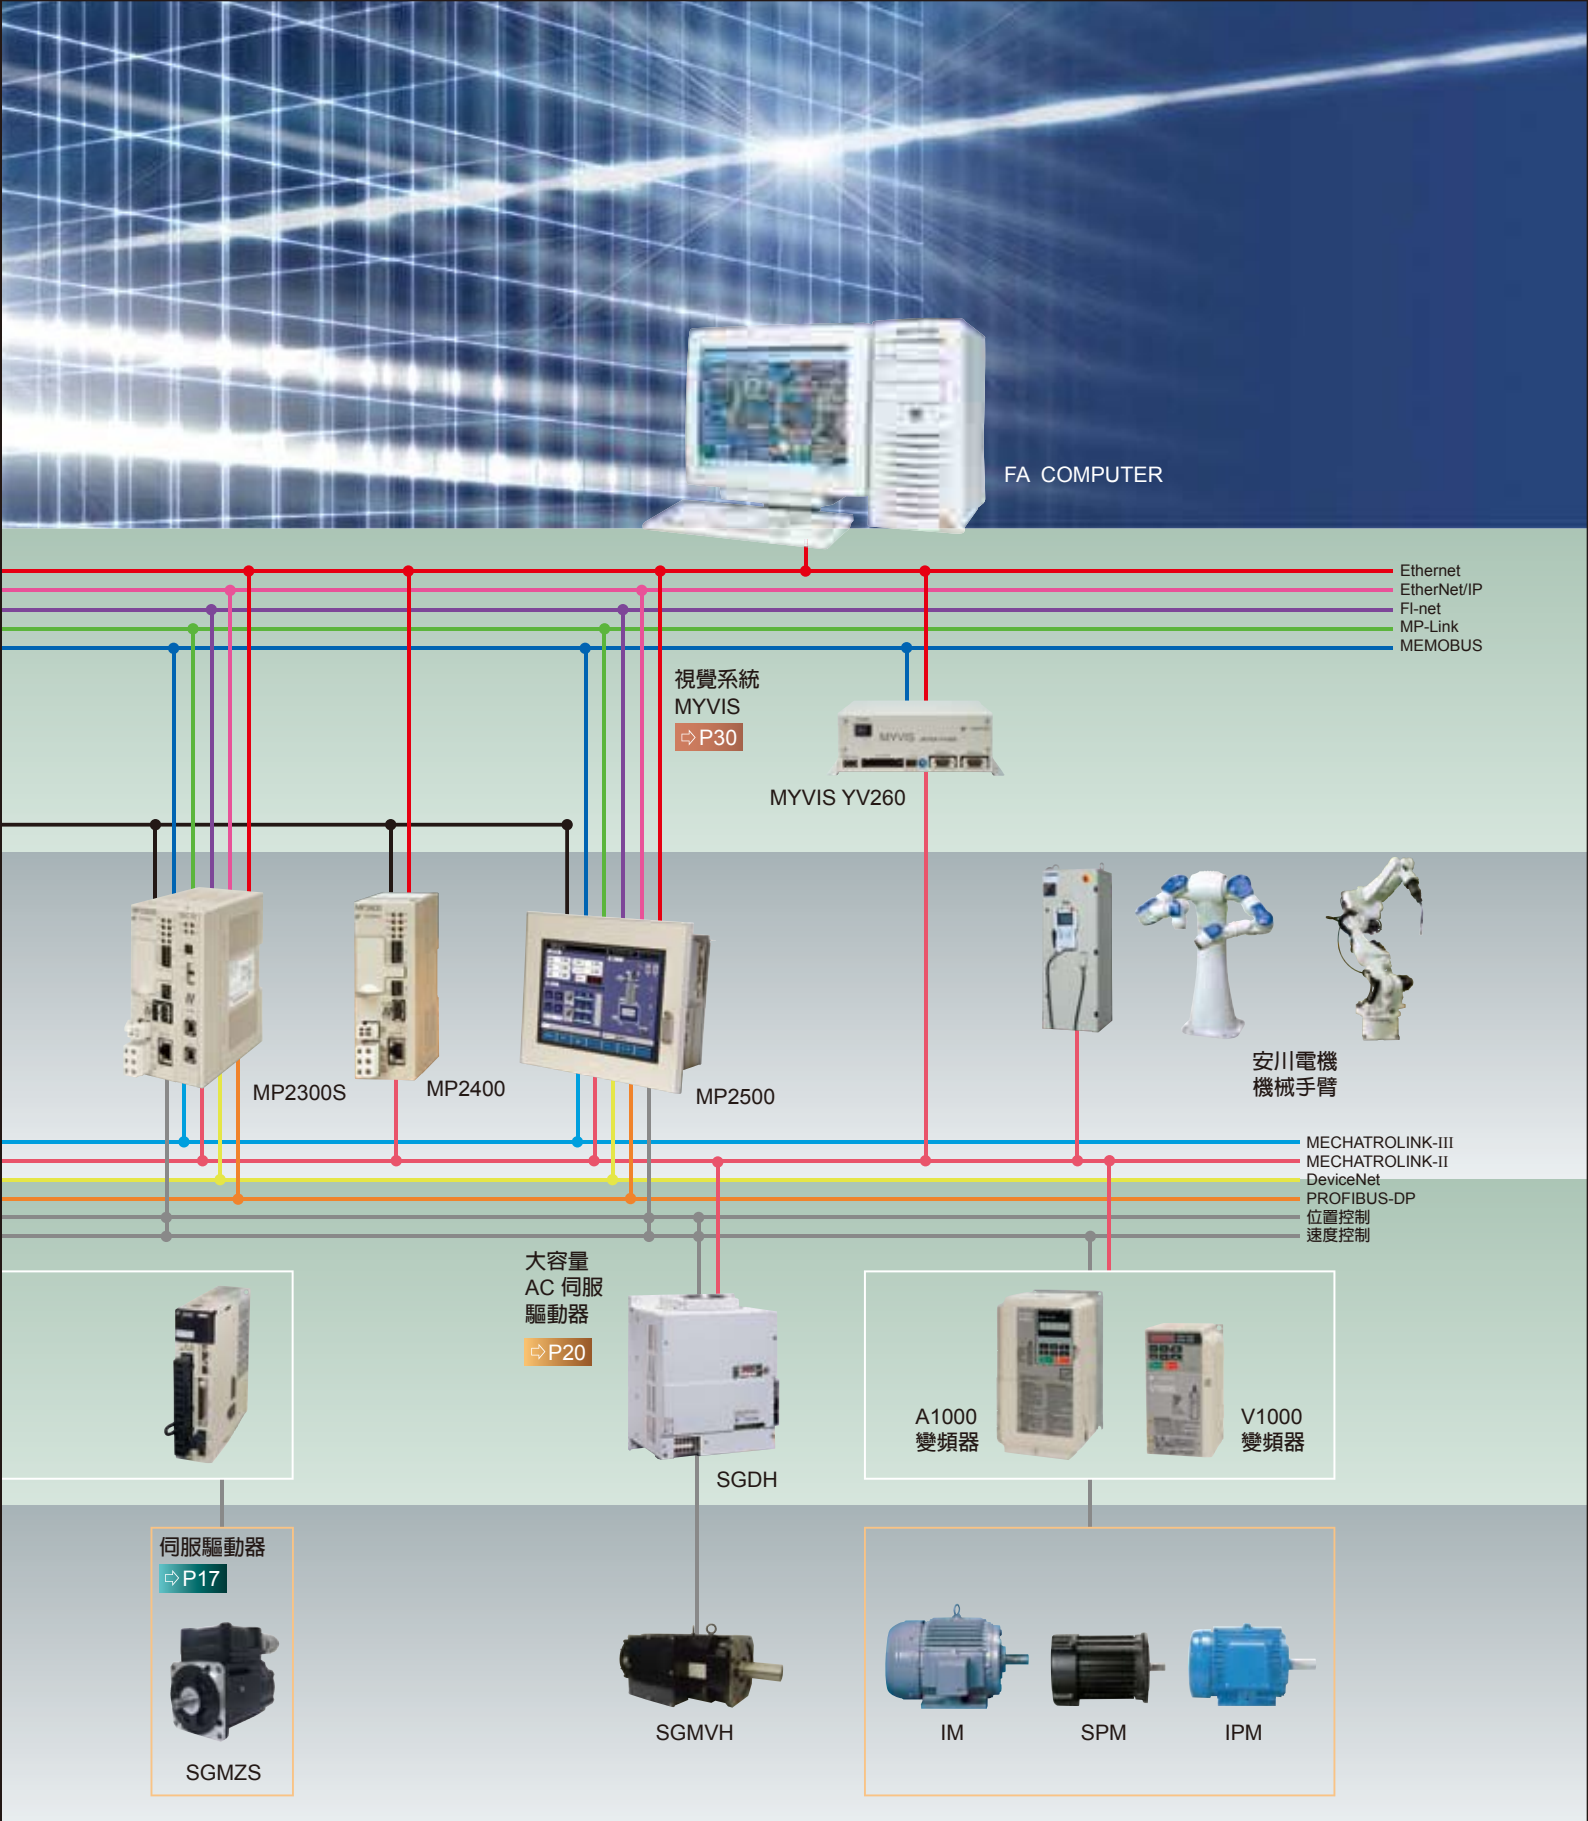 FA COMPUTER
Ethernet
EtherNet/IP
FI-net
MP-Link
MEMOBUS
視覺系統
MYVIS
⇨P30
MYVIS
MYVIS YV260
MP2300S
MP2400
MP2500
安川電機
機械手臂
MECHATROLINK-III
MECHATROLINK-II
DeviceNet
PROFIBUS-DP
位置控制
速度控制
大容量
AC 伺服
驅動器
⇨P20
SGDH
A1000
變頻器
V1000
變頻器
伺服驅動器
⇨P17
SGMZS
SGMVH
IM
SPM
IPM